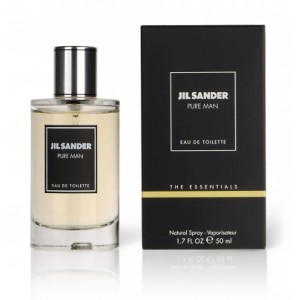 JIL SANDER
PURE MAN
EAU DE TOILETTE
JIL SANDER
PURE MAN
EAU DE TOILETTE
THE ESSENTIALS
Natural Spray - Vaporisateur
1.7 FL OZ ℮ 50 ml